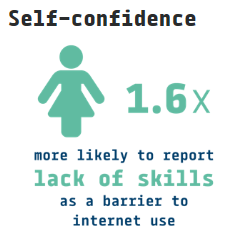 Self-confidence
1.6x
more likely to report
lack of skills
as a barrier to
internet use